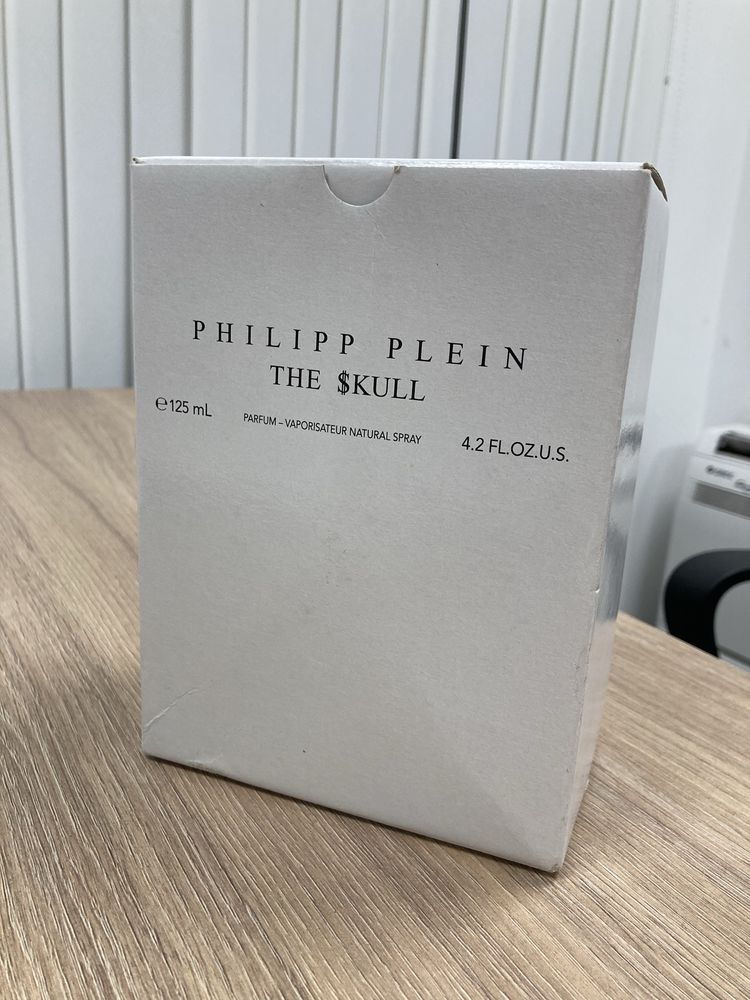 PHILIPP PLEIN
THE $KULL
℮125 mL
PARFUM – VAPORISATEUR NATURAL SPRAY
4.2 FL.OZ.U.S.